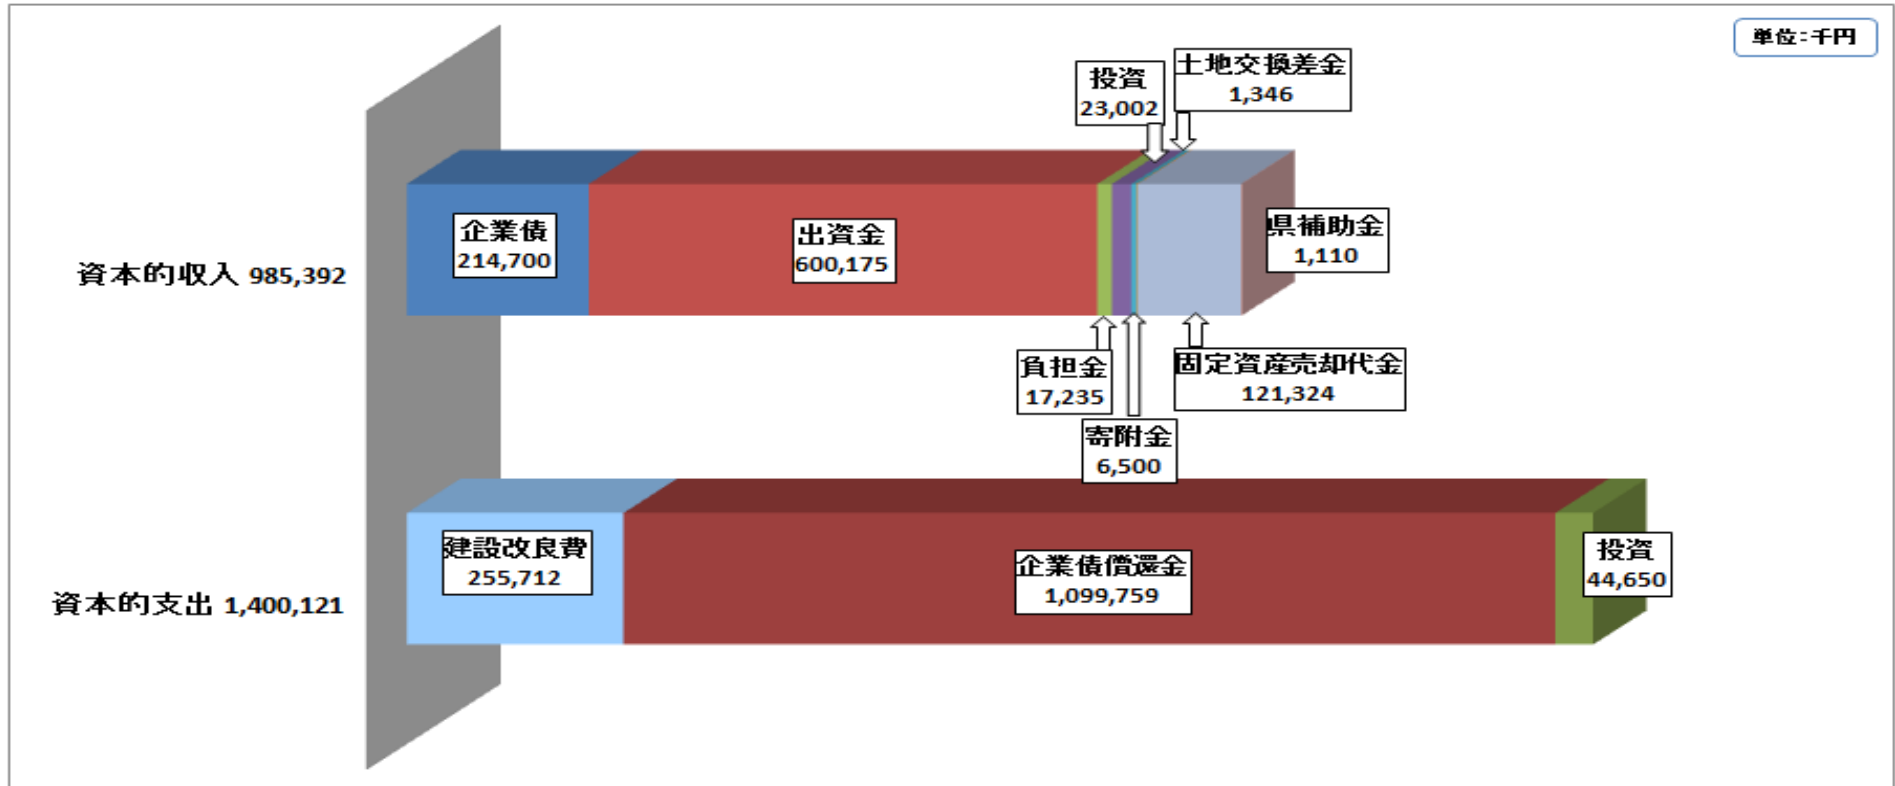 単位:千円
土地交換差金
1,346
投資
23,002
企業債
214,700
出資金
600,175
県補助金
1,110
資本的収入 985,392
負担金
17,235
固定資産売却代金
121,324
寄附金
6,500
建設改良費
255,712
企業債償還金
1,099,759
投資
44,650
資本的支出 1,400,121